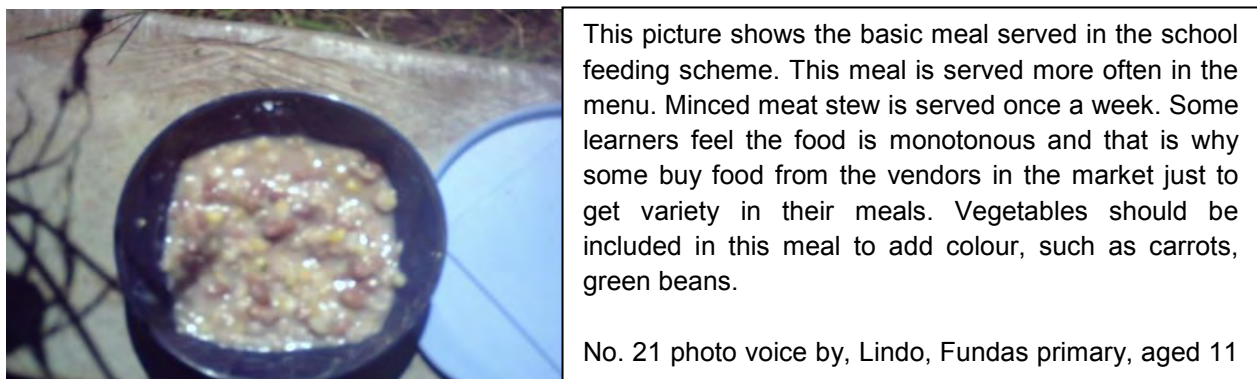 This picture shows the basic meal served in the school
feeding scheme. This meal is served more often in the
menu. Minced meat stew is served once a week. Some
learners feel the food is monotonous and that is why
some buy food from the vendors in the market just to
get variety in their meals. Vegetables should be
included in this meal to add colour, such as carrots,
green beans.
No. 21 photo voice by, Lindo, Fundas primary, aged 11